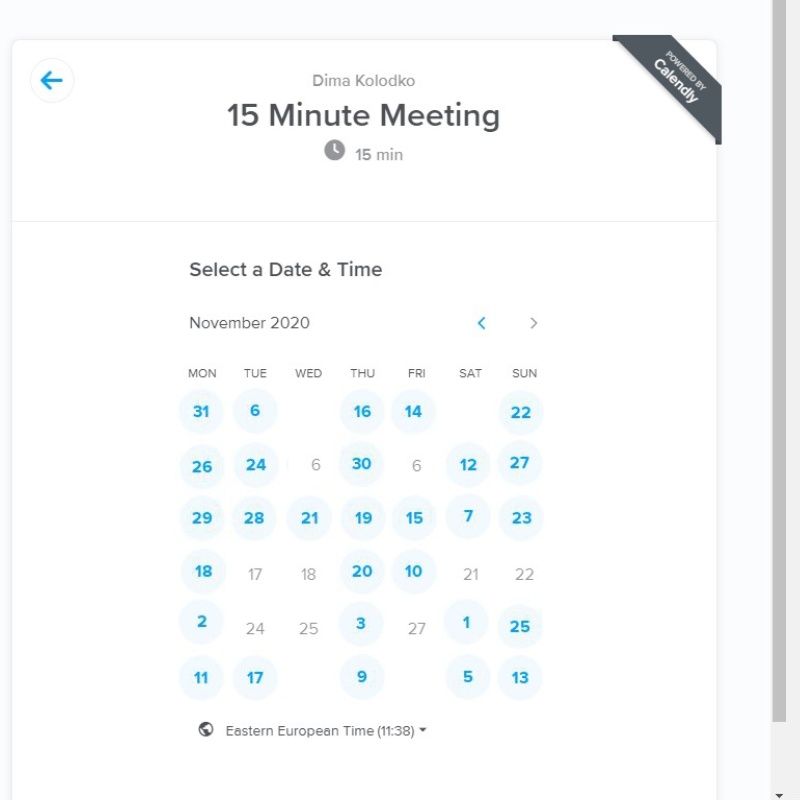 POWERED BY
Calendly
Dima Kolodko
15 Minute Meeting
15 min
Select a Date & Time
November 2020
MON TUE WED THU FRI SAT SUN
31 6 16 14 22
26 24 6 30 6 12 27
29 28 21 19 15 7 23
18 17 18 20 10 21 22
2 24 25 3 27 1 25
11 17 9 5 13
Eastern European Time (11:38)